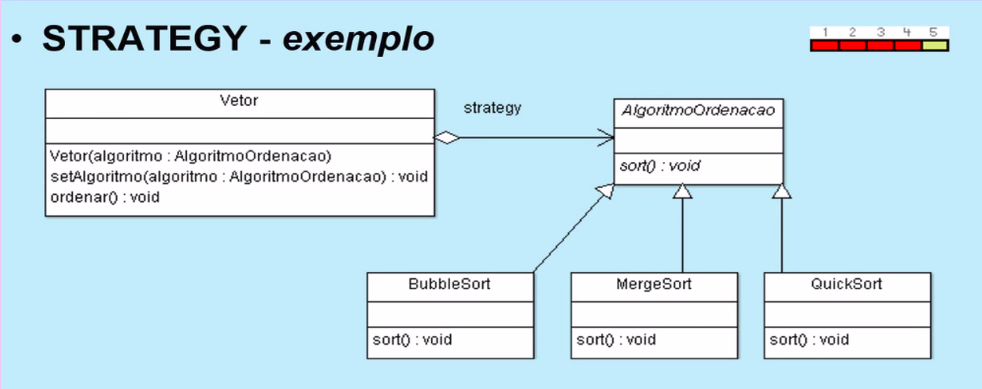 • STRATEGY - exemplo
1 2 3 4 5
Vetor
Vetor(algoritmo : AlgoritmoOrdenacao)
setAlgoritmo(algoritmo : AlgoritmoOrdenacao) : void
ordenar() : void
strategy
AlgoritmoOrdenacao
sort() : void
BubbleSort
sort() : void
MergeSort
sort() : void
QuickSort
sort() : void